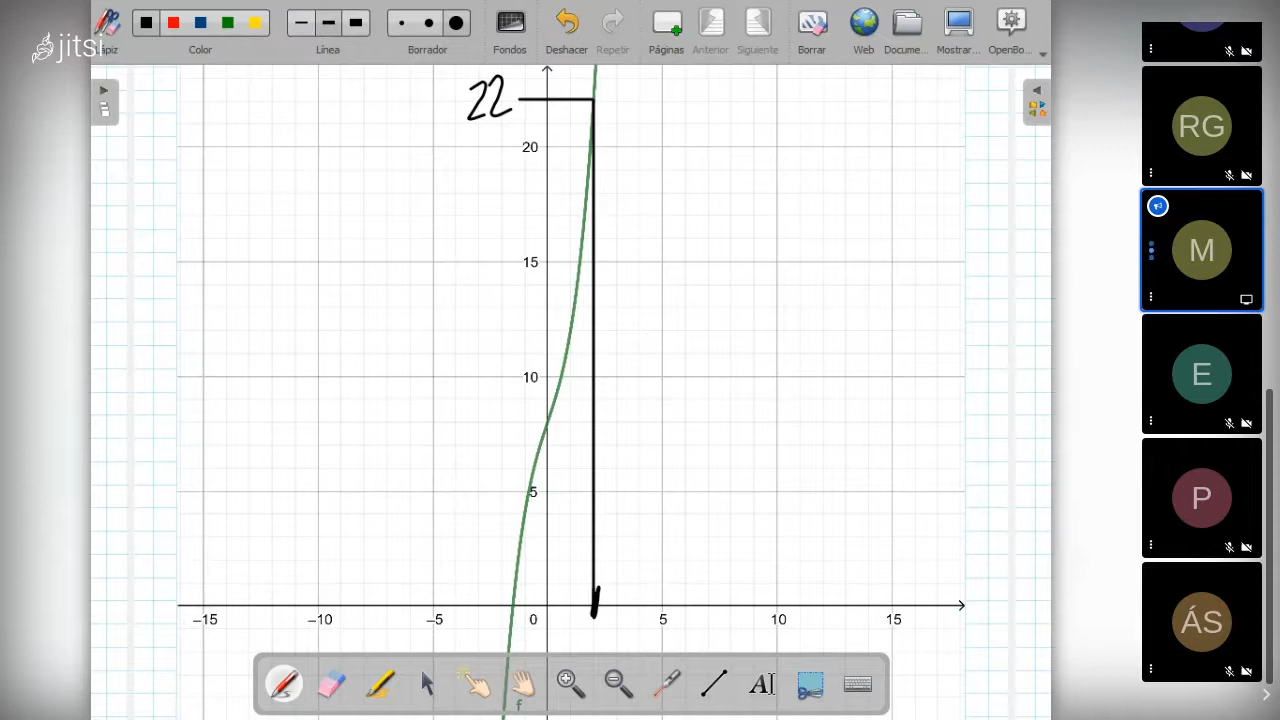 jitsi
piz
Color
Línea
Borrador
Fondos
Deshacer
Repetir
Páginas
Anterior
Siguiente
Borrar
Web
Docume...
Mostrar...
OpenBo...
22
20
15
10
5
-15
-10
-5
0
5
10
15
f
A
RG
M
E
P
ÁS